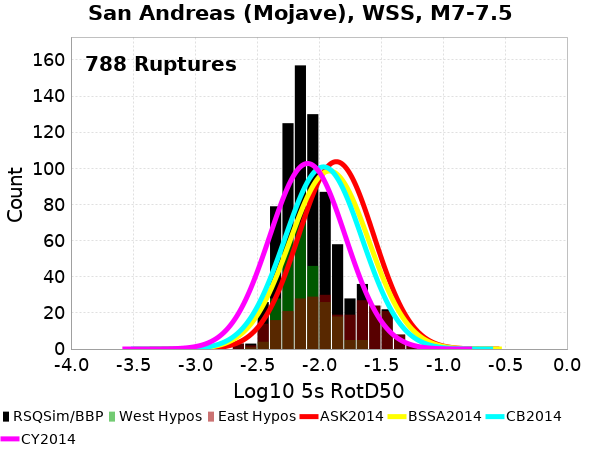 San Andreas (Mojave), WSS, M7-7.5
788 Ruptures
Count
160
140
120
100
80
60
40
20
0
-4.0 -3.5 -3.0 -2.5 -2.0 -1.5 -1.0 -0.5 0.0
Log10 5s RotD50
RSQSim/BBP West Hypos East Hypos ASK2014 BSSA2014 CB2014
CY2014